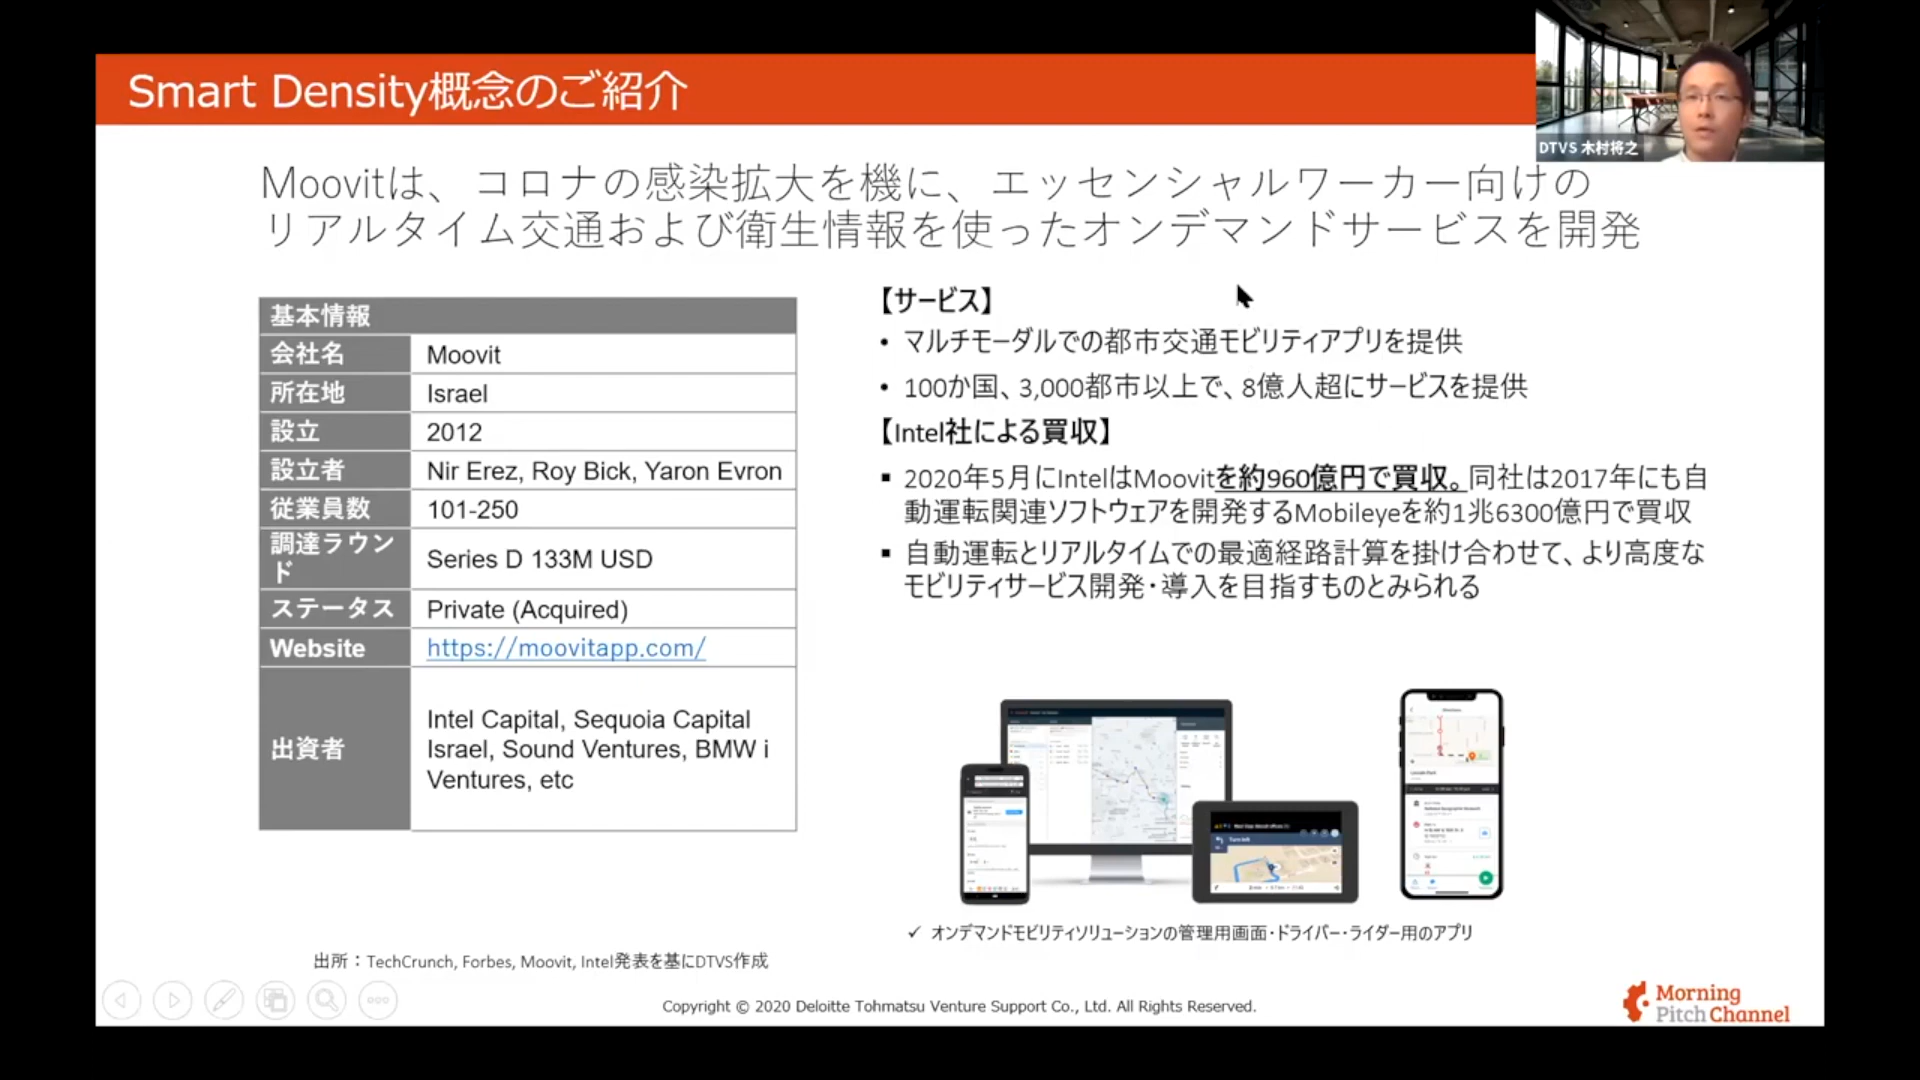 Smart Density概念のご紹介
DTVS 木村将之
Moovitは、コロナの感染拡大を機に、エッセンシャルワーカー向けの
リアルタイム交通および衛生情報を使ったオンデマンドサービスを開発
基本情報
会社名 Moovit
所在地 Israel
設立 2012
設立者 Nir Erez, Roy Bick, Yaron Evron
従業員数 101-250
調達ラウン
ド Series D 133M USD
ステータス Private (Acquired)
Website https://moovitapp.com/
出資者 Intel Capital, Sequoia Capital
Israel, Sound Ventures, BMW i
Ventures, etc
【サービス】
• マルチモーダルでの都市交通モビリティアプリを提供
• 100か国、3,000都市以上で、8億人超にサービスを提供
【Intel社による買収】
▪ 2020年5月にIntelはMoovitを約960億円で買収。同社は2017年にも自
動運転関連ソフトウェアを開発するMobileyeを約1兆6300億円で買収
▪ 自動運転とリアルタイムでの最適経路計算を掛け合わせて、より高度な
モビリティサービス開発・導入を目指すものとみられる
Turn left
✓ オンデマンドモビリティソリューションの管理用画面・ドライバー・ライダー用のアプリ
出所：TechCrunch, Forbes, Moovit, Intel発表を基にDTVS作成
Copyright © 2020 Deloitte Tohmatsu Venture Support Co., Ltd. All Rights Reserved.
Morning
Pitch Channel